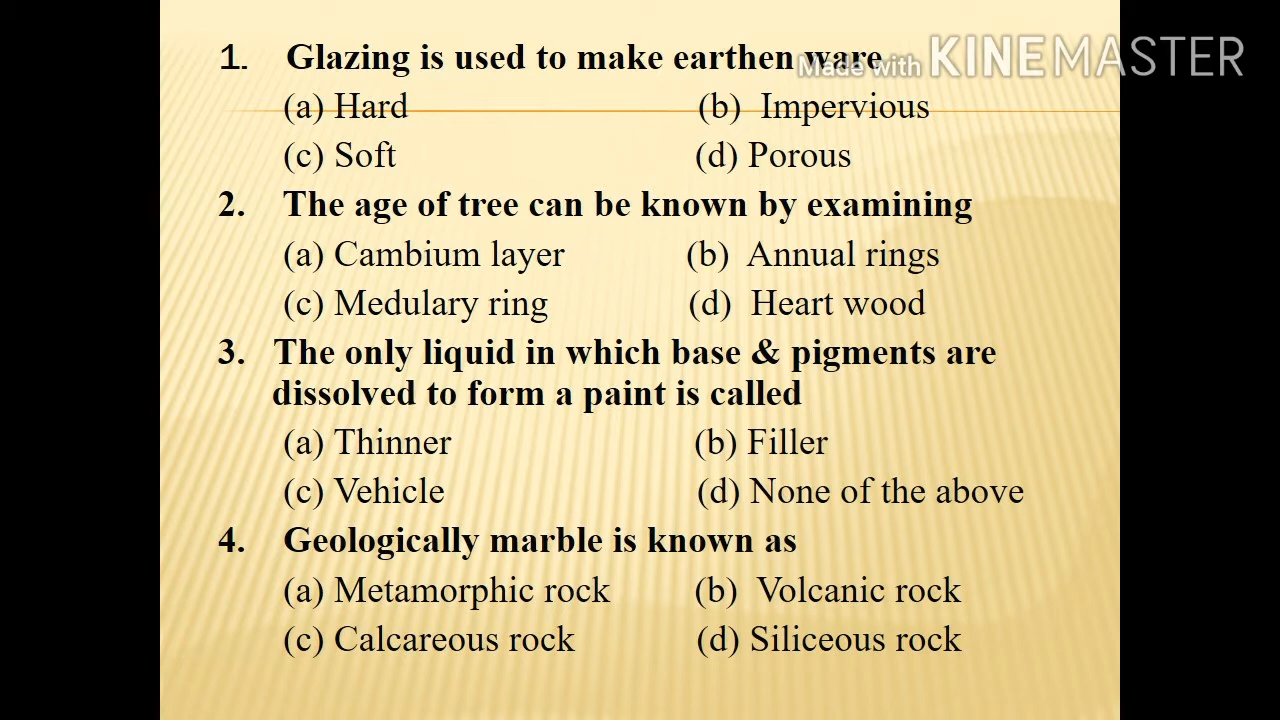 1. Glazing is used to make earthen ware
Made with KINEMASTER
(a) Hard (b) Impervious
(c) Soft (d) Porous
2. The age of tree can be known by examining
(a) Cambium layer (b) Annual rings
(c) Medulary ring (d) Heart wood
3. The only liquid in which base & pigments are
dissolved to form a paint is called
(a) Thinner (b) Filler
(c) Vehicle (d) None of the above
4. Geologically marble is known as
(a) Metamorphic rock (b) Volcanic rock
(c) Calcareous rock (d) Siliceous rock